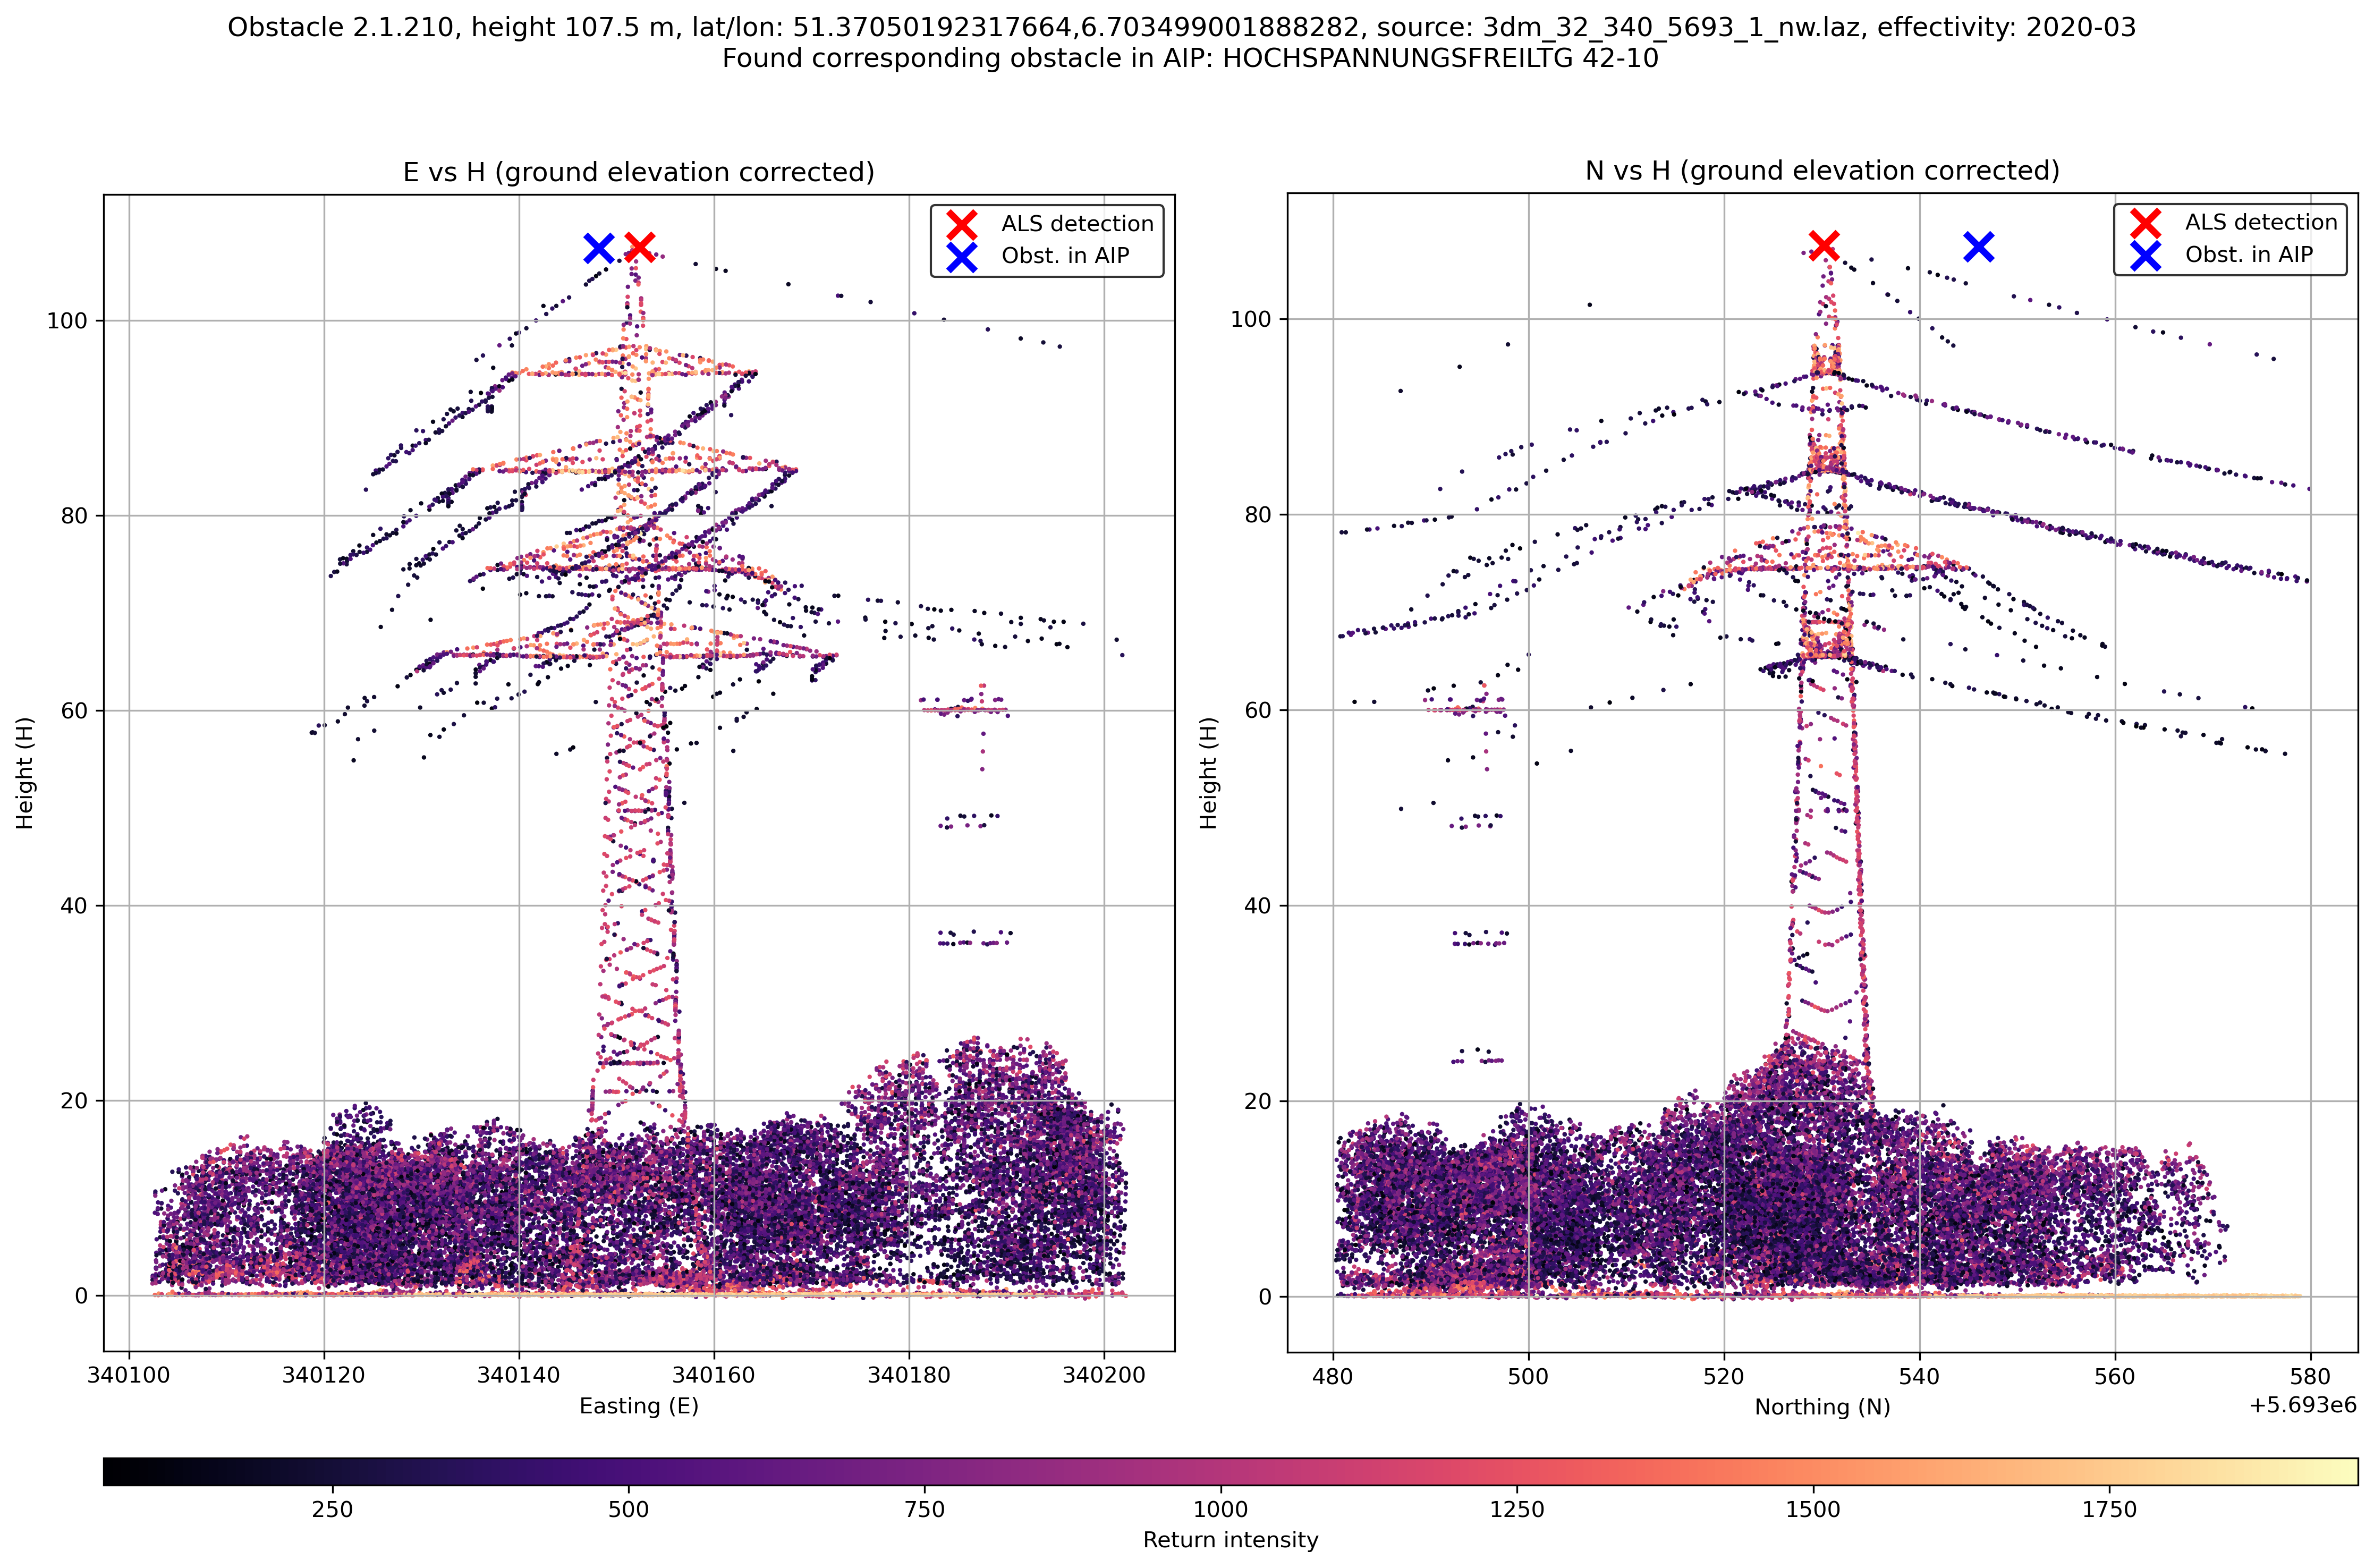 Obstacle 2.1.210, height 107.5 m, lat/lon: 51.37050192317664,6.703499001888282, source: 3dm_32_340_5693_1_nw.laz, effectivity: 2020-03
Found corresponding obstacle in AIP: HOCHSPANNUNGSFREILTG 42-10
E vs H (ground elevation corrected)
ALS detection
Obst. in AIP
100
80
60
40
20
0
Height (H)
340100 340120 340140 340160 340180 340200
Easting (E)
N vs H (ground elevation corrected)
ALS detection
Obst. in AIP
100
80
60
40
20
0
Height (H)
480 500 520 540 560 580
+5.693e6
Northing (N)
250 500 750 1000 1250 1500 1750
Return intensity